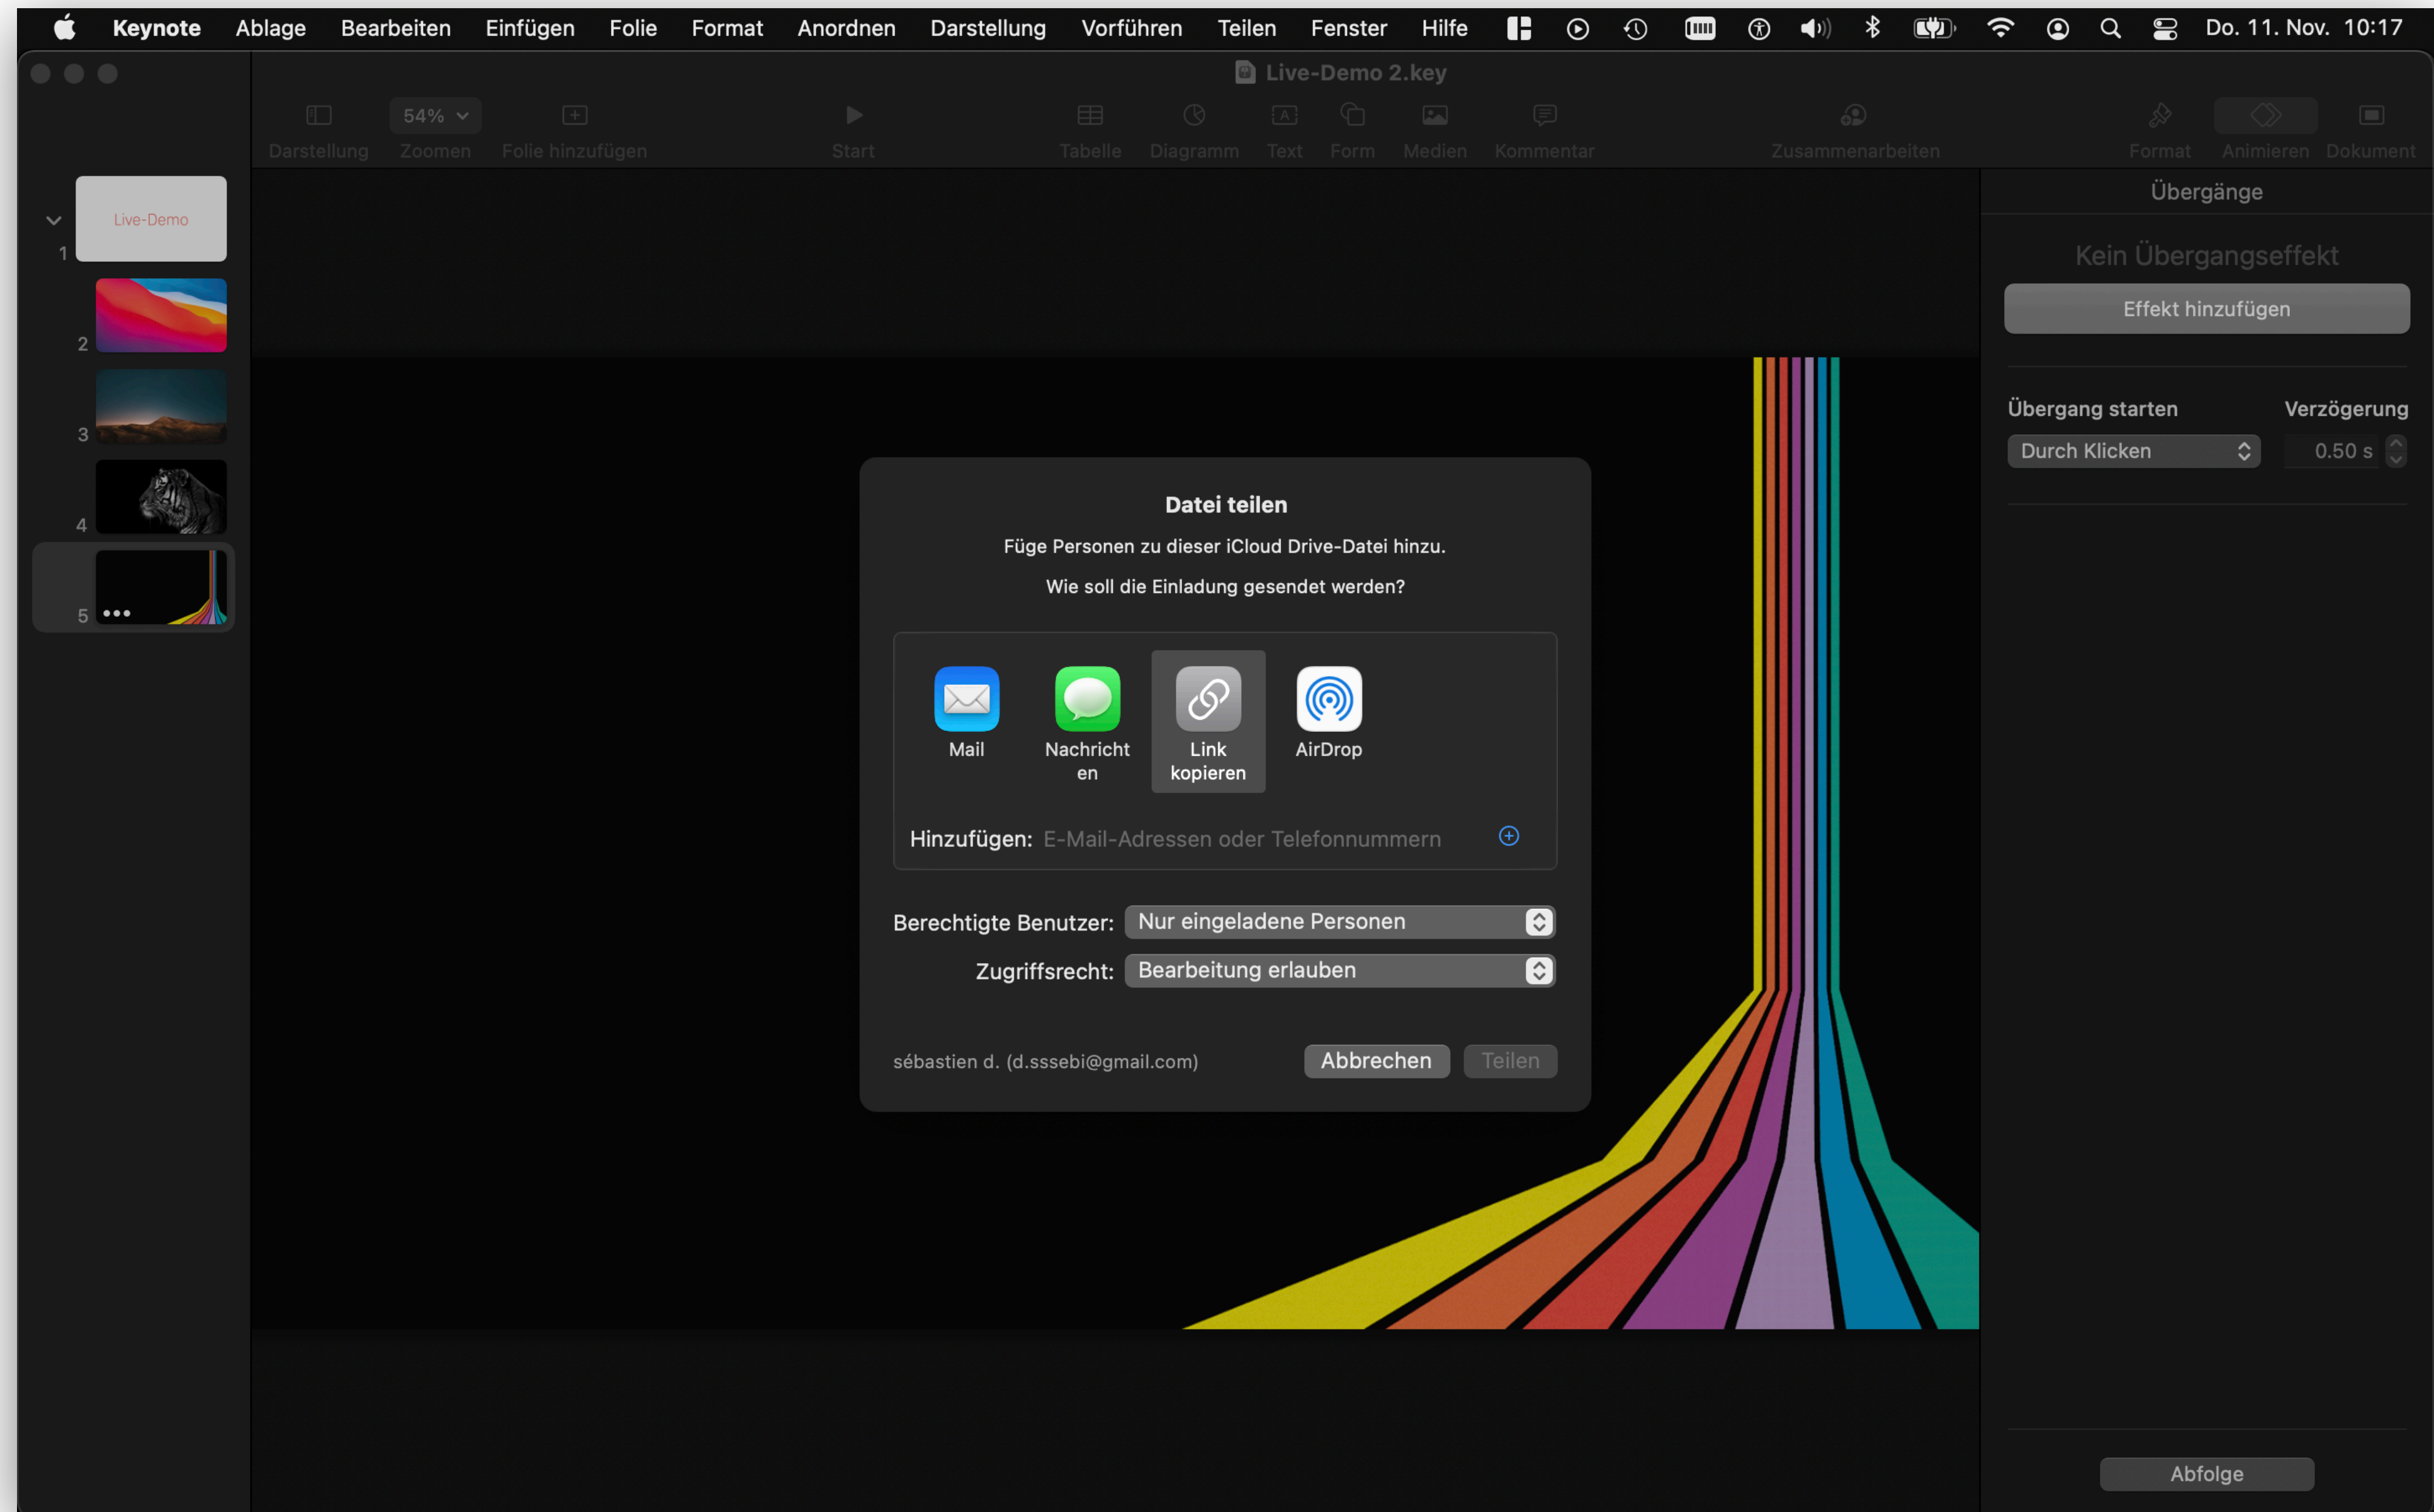 Keynote Ablage Bearbeiten Einfügen Folie Format Anordnen Darstellung Vorführen Teilen Fenster Hilfe Do. 11. Nov. 10:17
Live-Demo 2.key
54%
Darstellung Zoomen Folie hinzufügen Start Tabelle Diagramm Text Form Medien Kommentar Zusammenarbeiten Format Animieren Dokument
Live-Demo
1
2
3
4
5
Datei teilen
Füge Personen zu dieser iCloud Drive-Datei hinzu.
Wie soll die Einladung gesendet werden?
Mail
Nachricht
en
Link
kopieren
AirDrop
Hinzufügen: E-Mail-Adressen oder Telefonnummern
Berechtigte Benutzer: Nur eingeladene Personen
Zugriffsrecht: Bearbeitung erlauben
sébastien d. (d.sssebi@gmail.com) Abbrechen Teilen
Übergänge
Kein Übergangseffekt
Effekt hinzufügen
Übergang starten Verzögerung
Durch Klicken 0.50 s
Abfolge